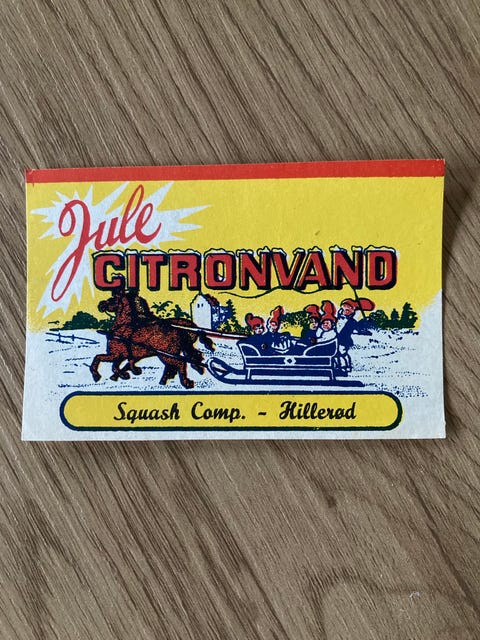 Jule
CITRONVAND
Squash Comp. - Hillerød